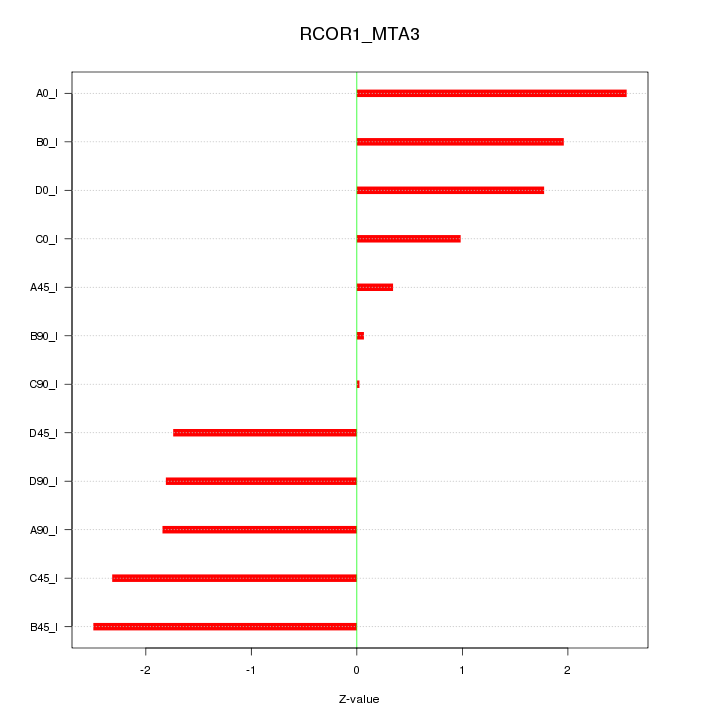 RCOR1_MTA3
A0_I
B0_I
D0_I
C0_I
A45_I
B90_I
C90_I
D45_I
D90_I
A90_I
C45_I
B45_I
-2 -1 0 1 2
Z-value